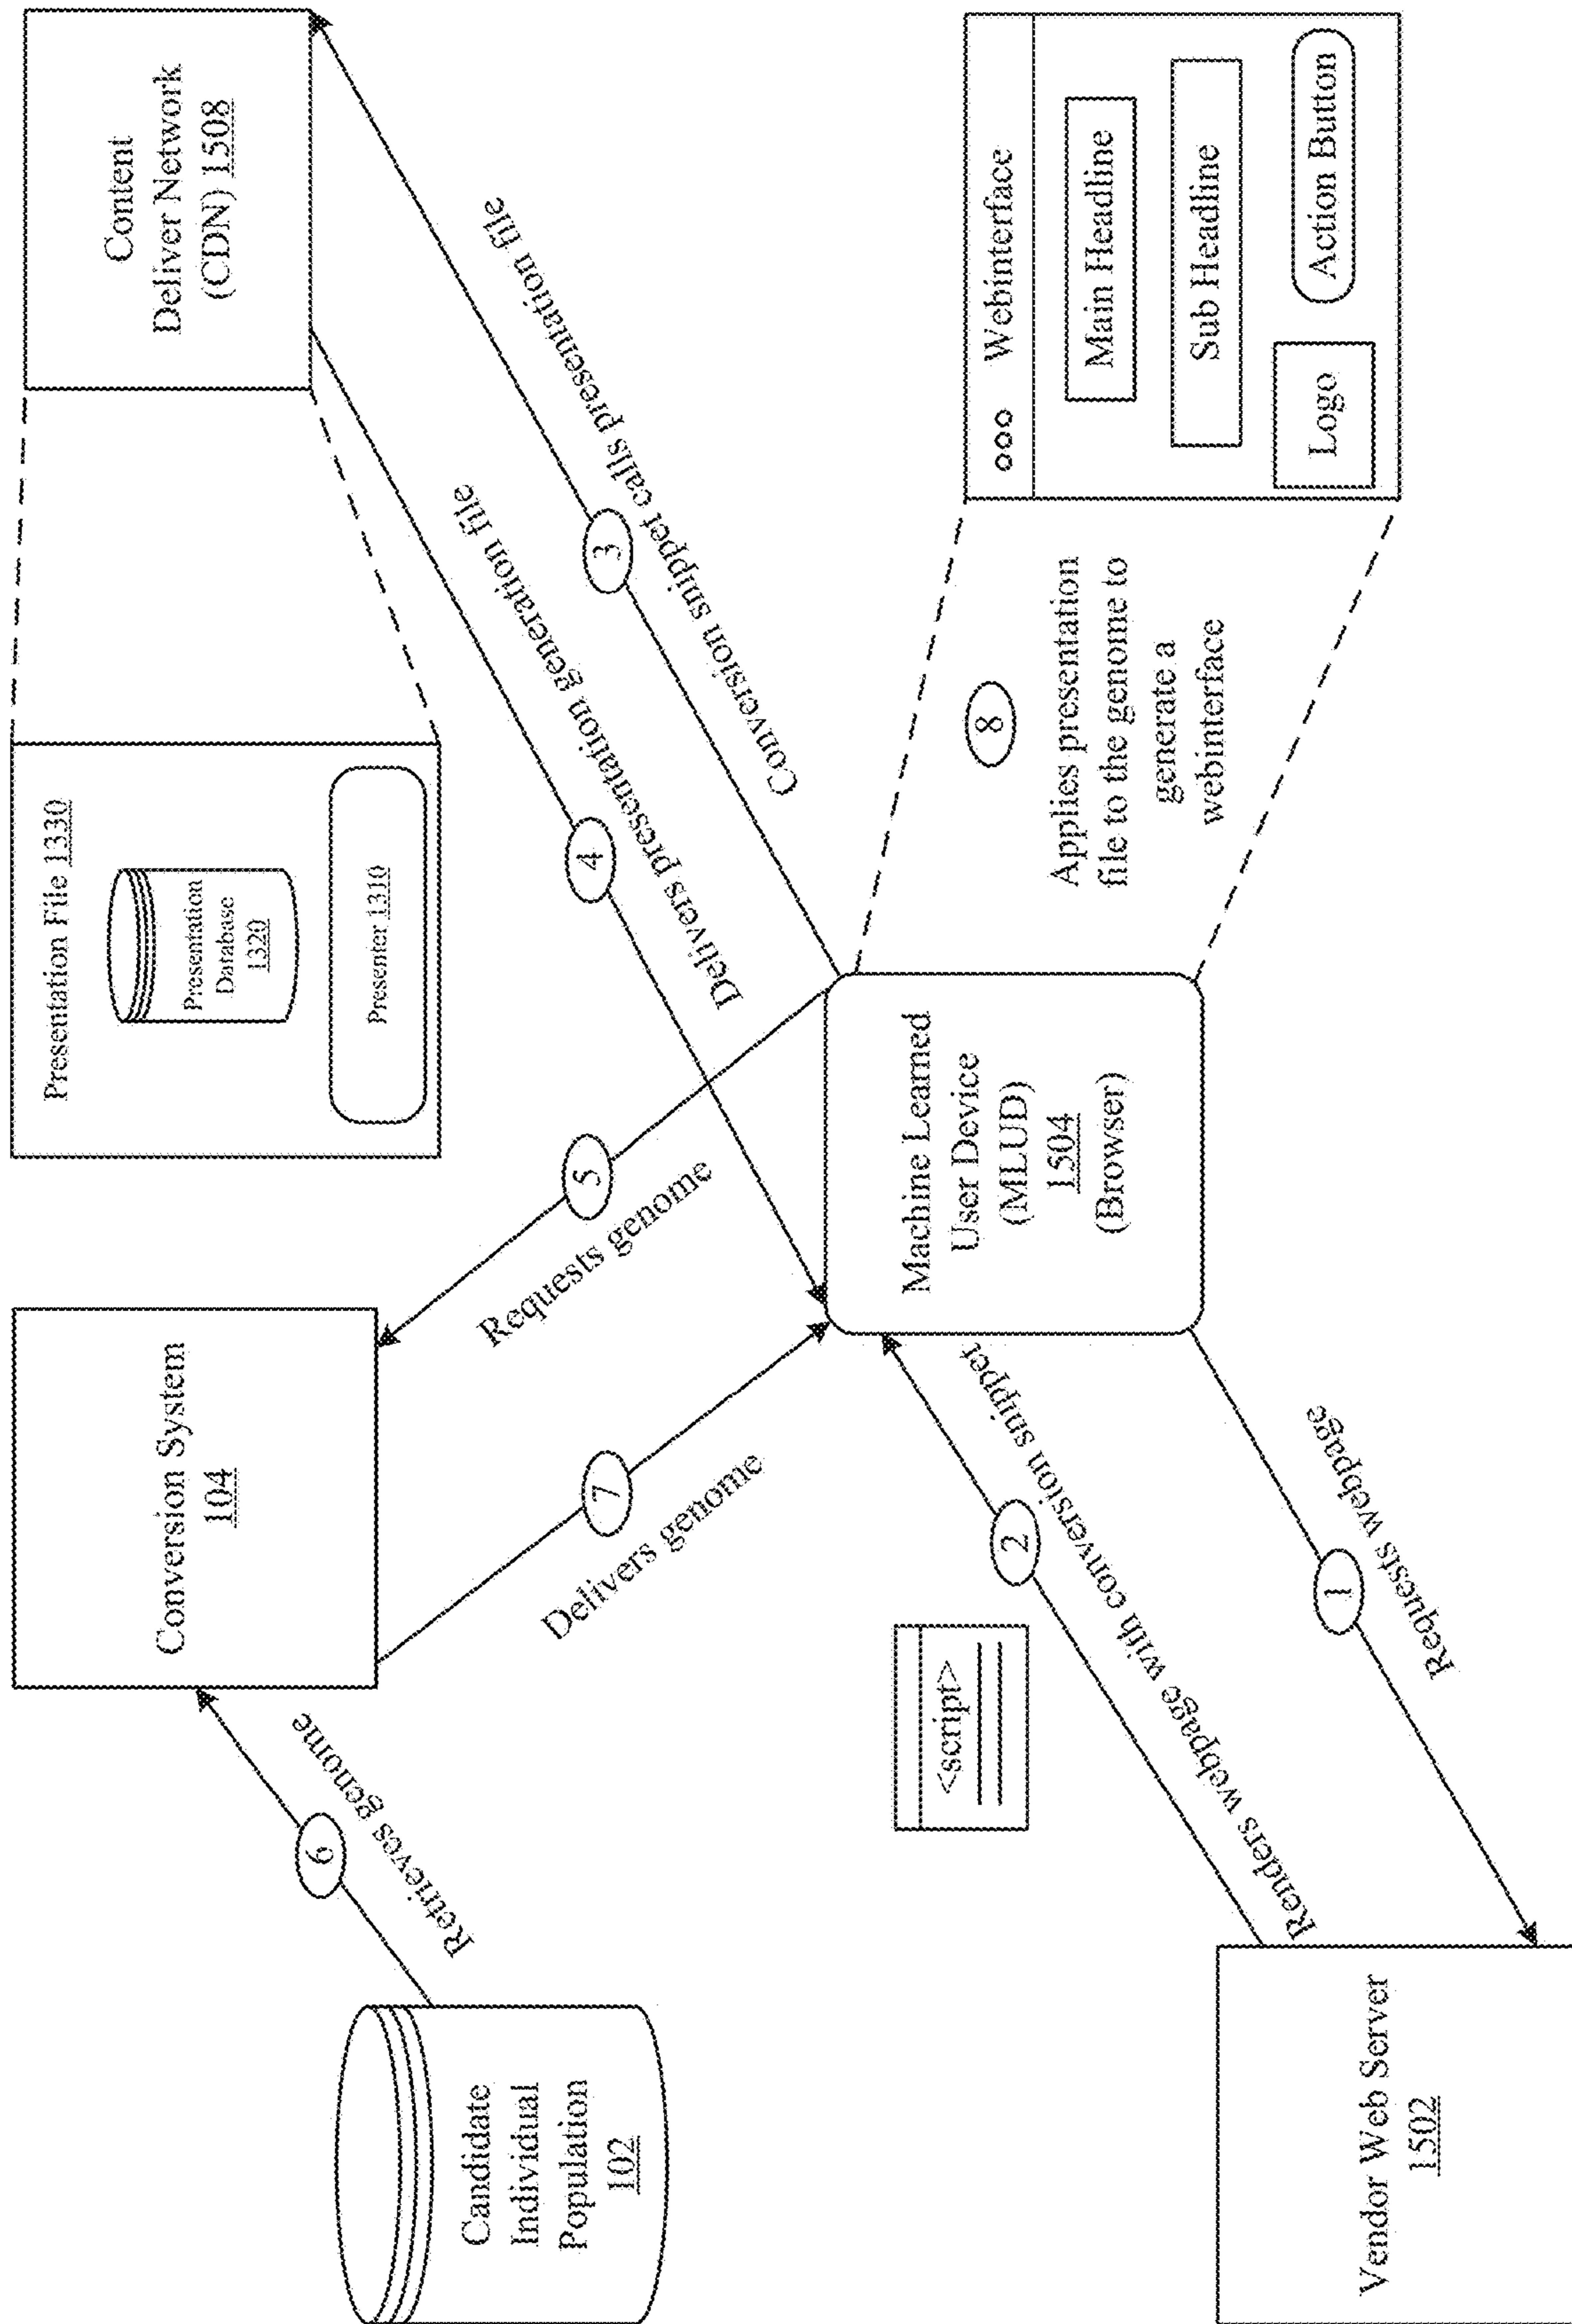 Candidate
Individual
Population
102
6
Retrieves genome
Conversion System
104
7
Delivers genome
5
Requests genome
Presentation File 1330
Presentation
Database
1320
Presenter 1310
Content
Deliver Network
(CDN) 1508
4
Delivers presentation generation file
3
Conversion snippet calls presentation file
Vendor Web Server
1502
<script>
2
Renders webpage with conversion snippet
1
Requests webpage
Machine Learned
User Device
(MLUD)
1504
(Browser)
8
Applies presentation
file to the genome to
generate a
webinterface
Webinterface
Main Headline
Sub Headline
Logo
Action Button